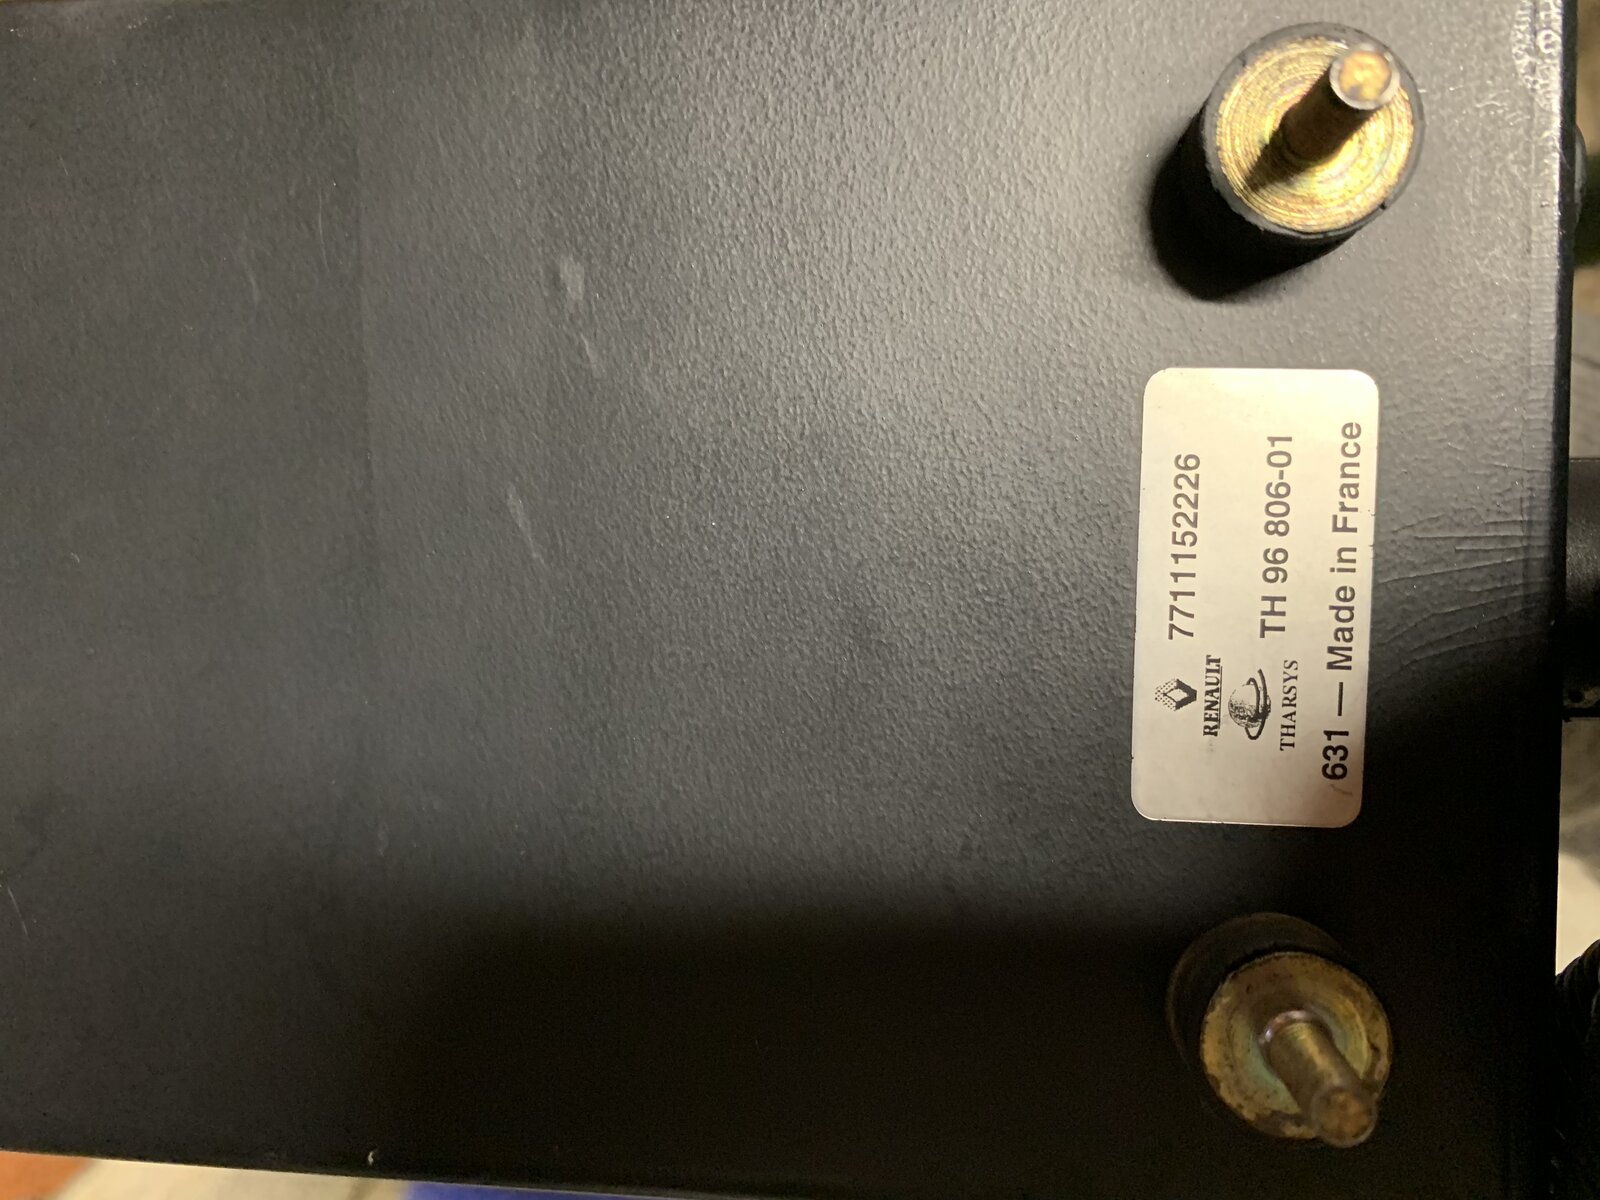 RENAULT 7711152226
THARSYS TH 96 806-01
631 — Made in France